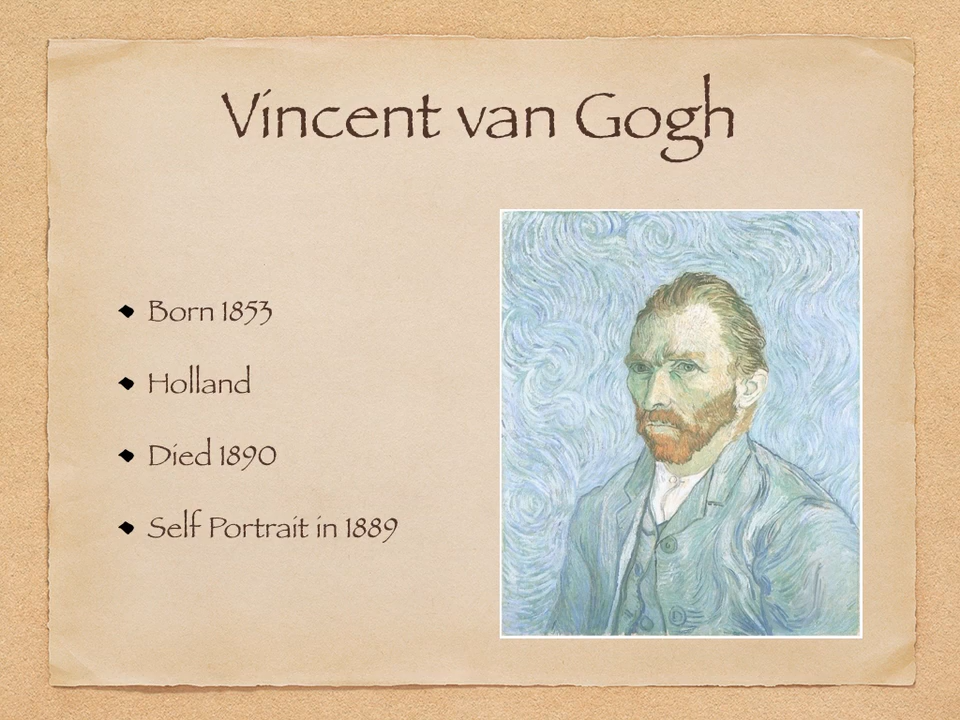 Vincent van Gogh
Born 1853
Holland
Died 1890
Self Portrait in 1889